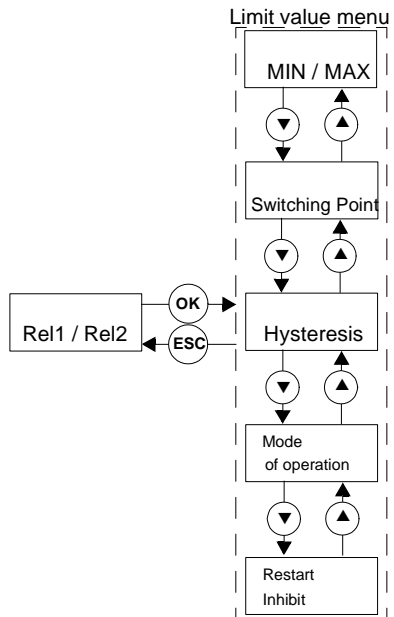 Limit value menu
MIN / MAX
Switching Point
OK
Rel1 / Rel2
ESC
Hysteresis
Mode
of operation
Restart
Inhibit